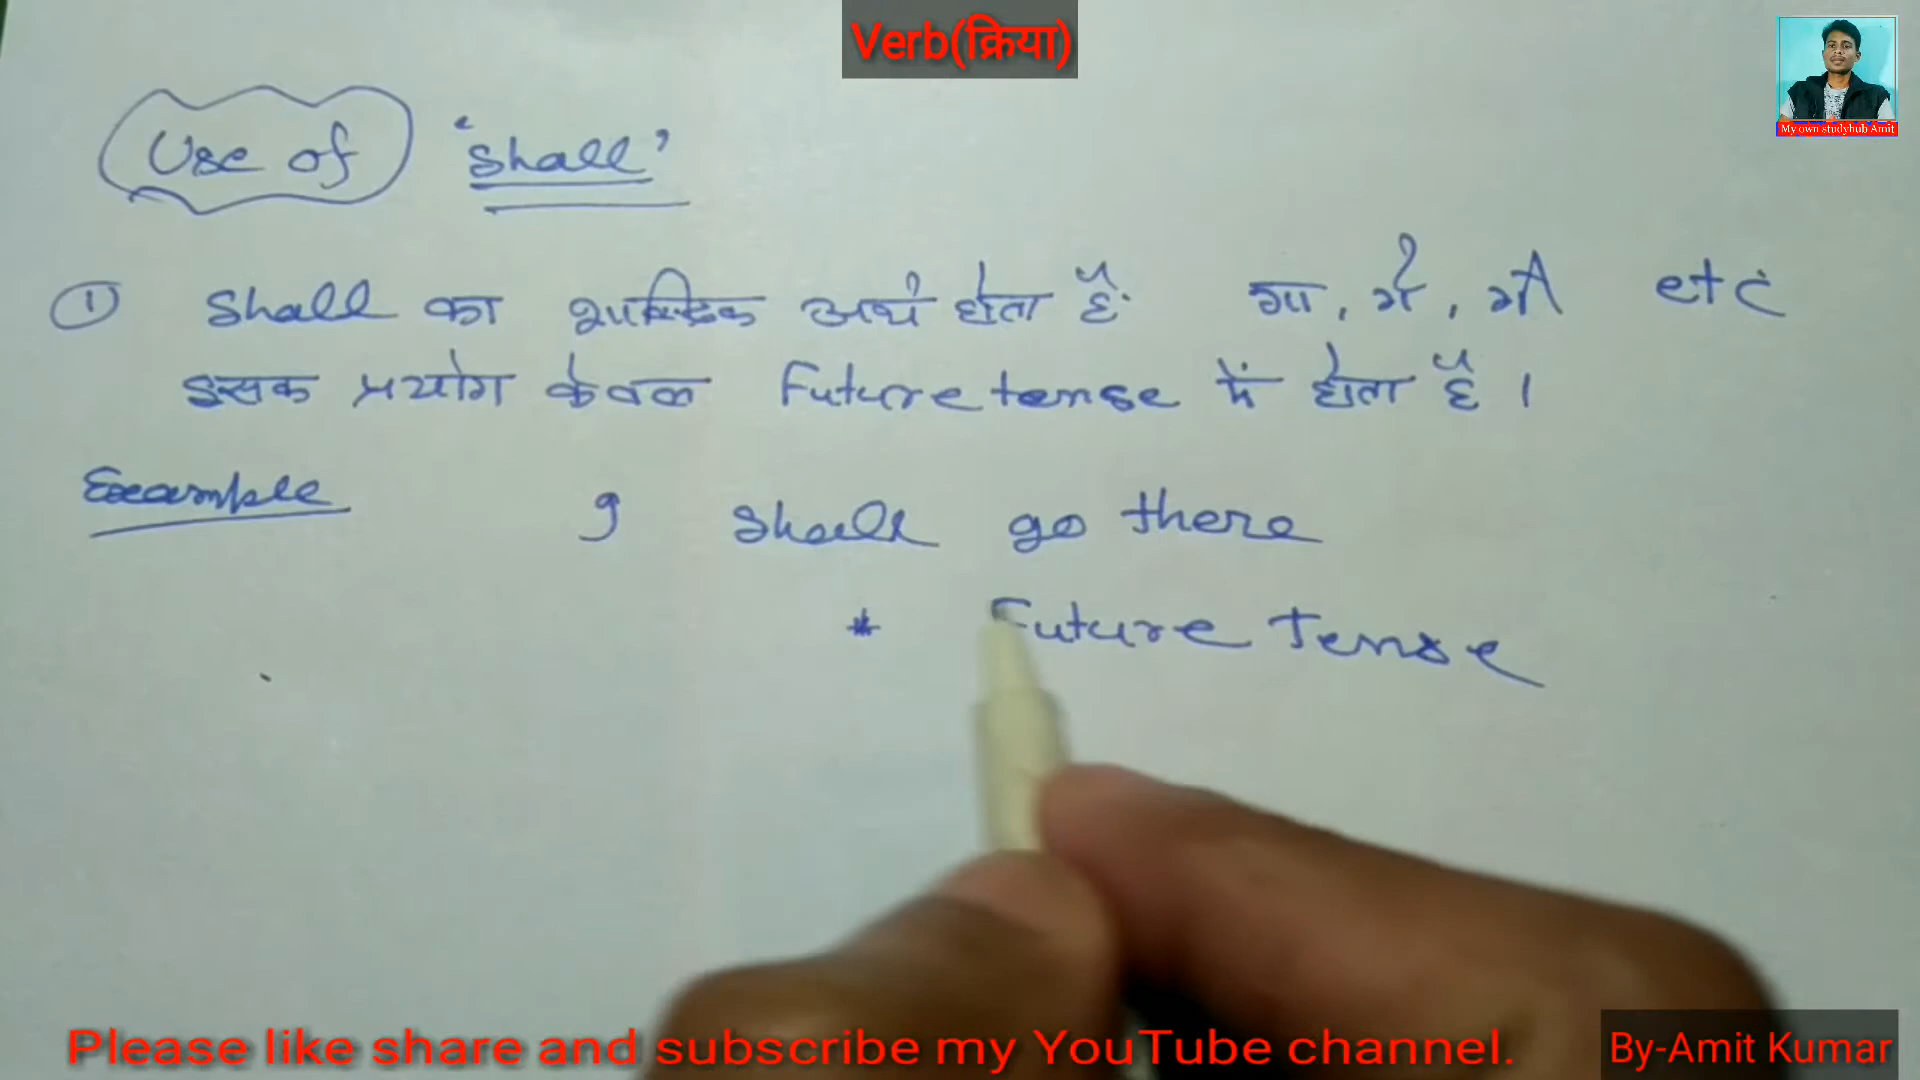 Verb(क्रिया)
My own studyhub Amit
Use of 'Shall'
① Shall का शाब्दिक अर्थ होता है. गा, गे, गी etc
इसक प्रयोग केवल Future tense में होता है ।
Example I Shall go there
* Future Tense
Please like share and subscribe my YouTube channel.
By-Amit Kumar